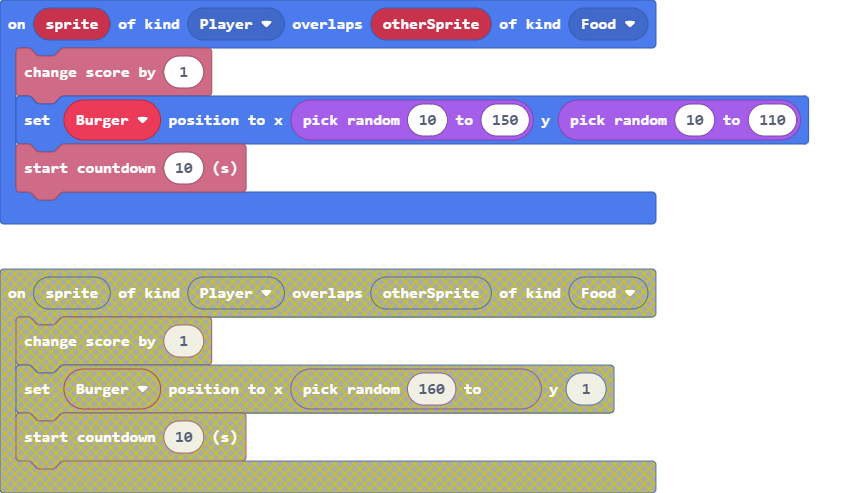 on sprite of kind Player overlaps otherSprite of kind Food
change score by 1
set Burger position to x pick random 10 to 150 y pick random 10 to 110
start countdown 10 (s)
on sprite of kind Player overlaps otherSprite of kind Food
change score by 1
set Burger position to x pick random 160 to y 1
start countdown 10 (s)